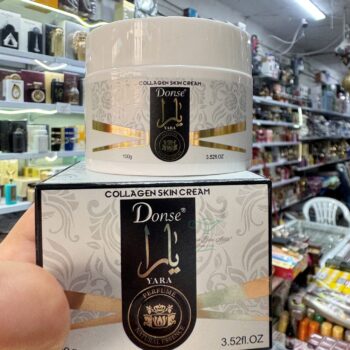 Donse®
COLLAGEN SKIN CREAM
يارا
YARA
100g
3.52fl.OZ
COLLAGEN SKIN CREAM
Donse®
يارا
YARA
PERFUME
3.52fl.OZ